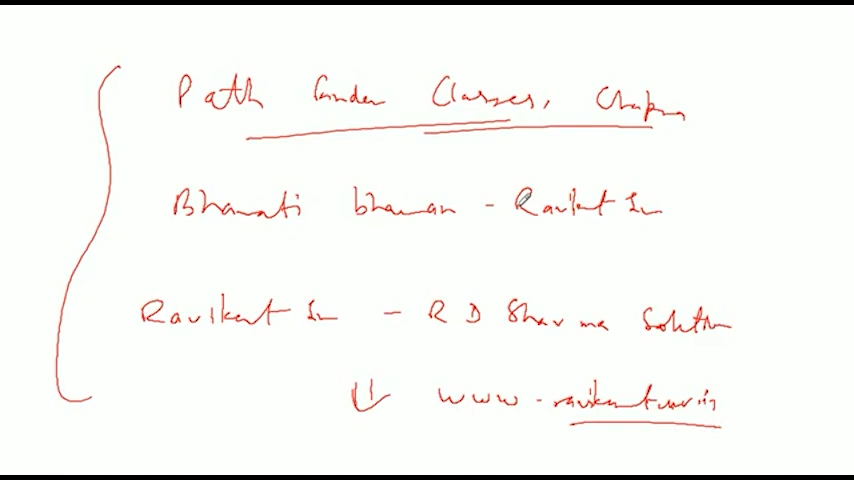 Path finder Classes, Chapra
Bharati bhawan - Ravikant Sir
Ravikant Sir - R D Sharma Solution
www.